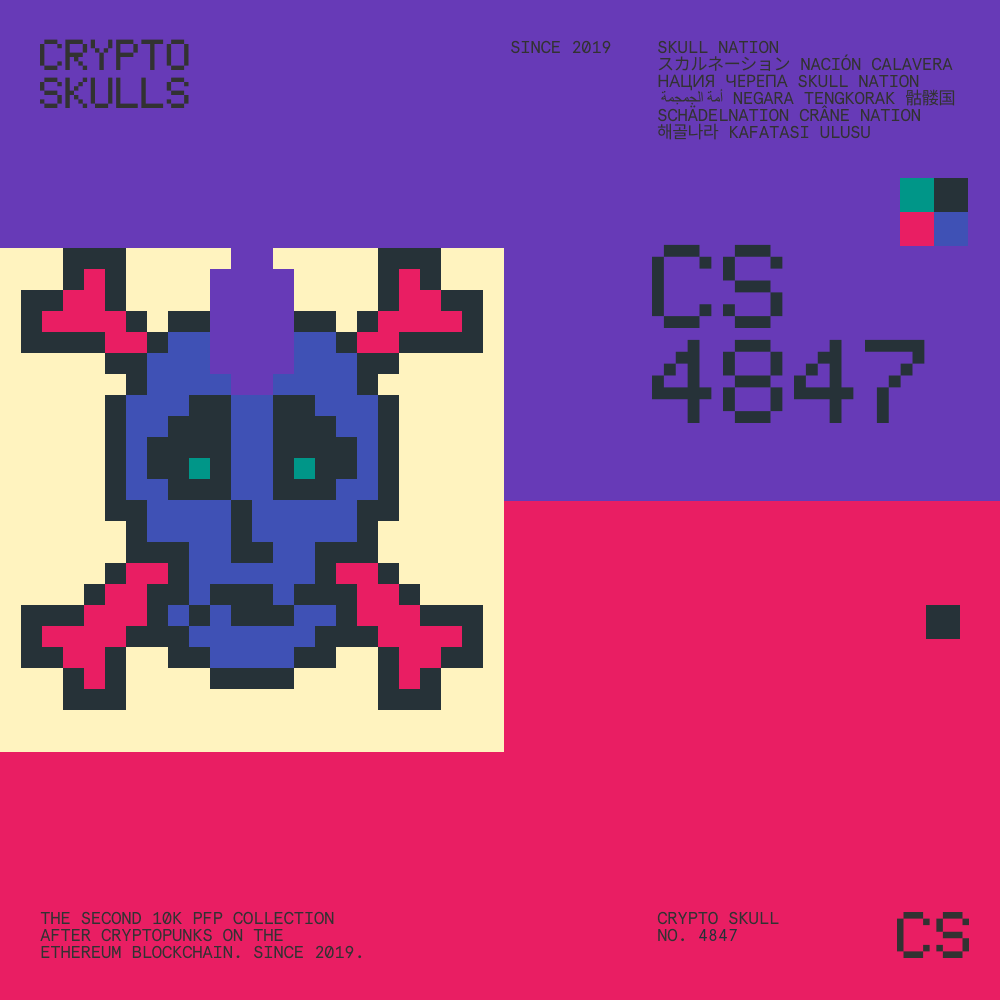 CRYPTO
SKULLS
SINCE 2019
SKULL NATION
スカルネーション NACIÓN CALAVERA
НАЦИЯ ЧЕРЕПА SKULL NATION
أمة الجمجمة NEGARA TENGKORAK 骷髅国
SCHÄDELNATION CRÂNE NATION
해골나라 KAFATASI ULUSU
CS
4847
THE SECOND 10K PFP COLLECTION
AFTER CRYPTOPUNKS ON THE
ETHEREUM BLOCKCHAIN. SINCE 2019.
CRYPTO SKULL
NO. 4847
CS